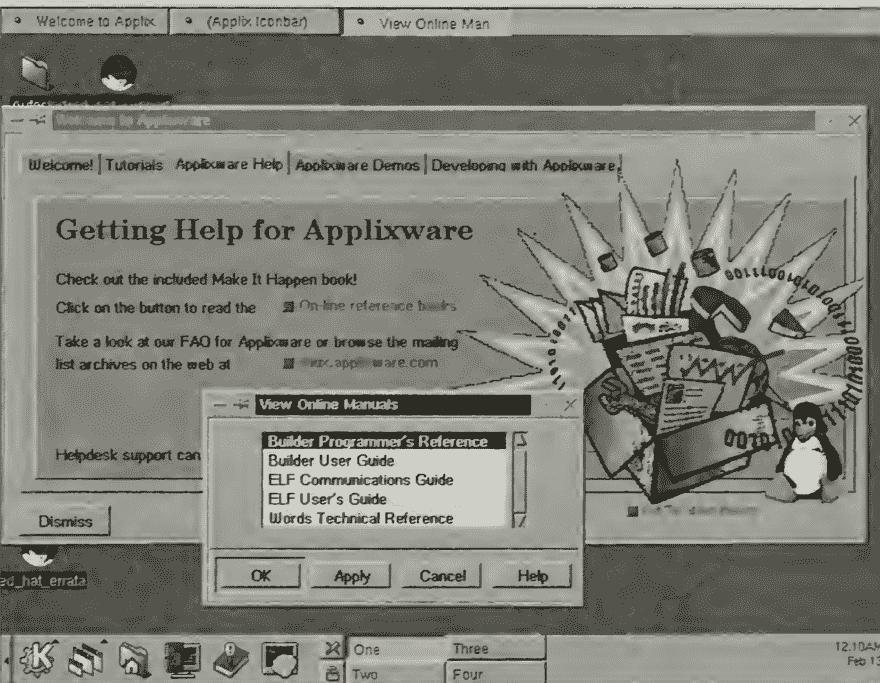 Welcome to Applix
(Applix Iconbar)
View Online Man
Welcome to Applixware
Welcome!
Tutorials
Applixware Help
Applixware Demos
Developing with Applixware
Getting Help for Applixware
Check out the included Make It Happen book!
Click on the button to read the
On-line reference books
Take a look at our FAQ for Applixware or browse the mailing
list archives on the web at
Helpdesk support can
Dismiss
View Online Manuals
Builder Programmer's Reference
Builder User Guide
ELF Communications Guide
ELF User's Guide
Words Technical Reference
OK
Apply
Cancel
Help
ed_hat_errata
One
Three
Two
Four
12:10AM
Feb 13